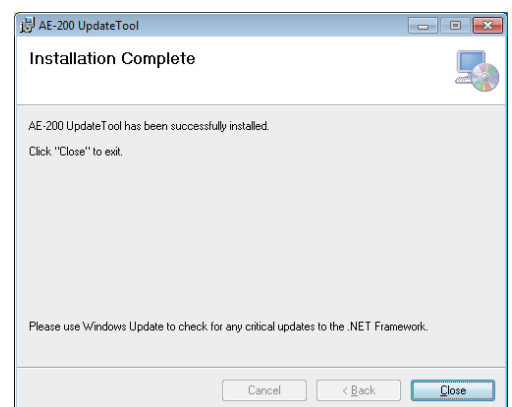 AE-200 UpdateTool
Installation Complete
AE-200 UpdateTool has been successfully installed.
Click "Close" to exit.
Please use Windows Update to check for any critical updates to the .NET Framework.
Cancel < Back Close